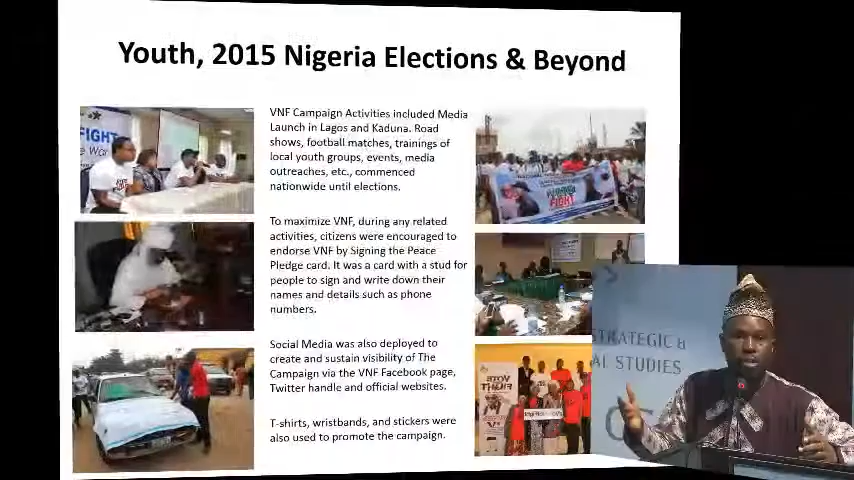 Youth, 2015 Nigeria Elections & Beyond
FIGHT
VNF Campaign Activities included Media
Launch in Lagos and Kaduna. Road
shows, football matches, trainings of
local youth groups, events, media
outreaches, etc., commenced
nationwide until elections.
To maximize VNF, during any related
activities, citizens were encouraged to
endorse VNF by Signing the Peace
Pledge card. It was a card with a stud for
people to sign and write down their
names and details such as phone
numbers.
Social Media was also deployed to
create and sustain visibility of The
Campaign via the VNF Facebook page,
Twitter handle and official websites.
T-shirts, wristbands, and stickers were
also used to promote the campaign.
FIGHT
STRATEGIC &
AL STUDIES